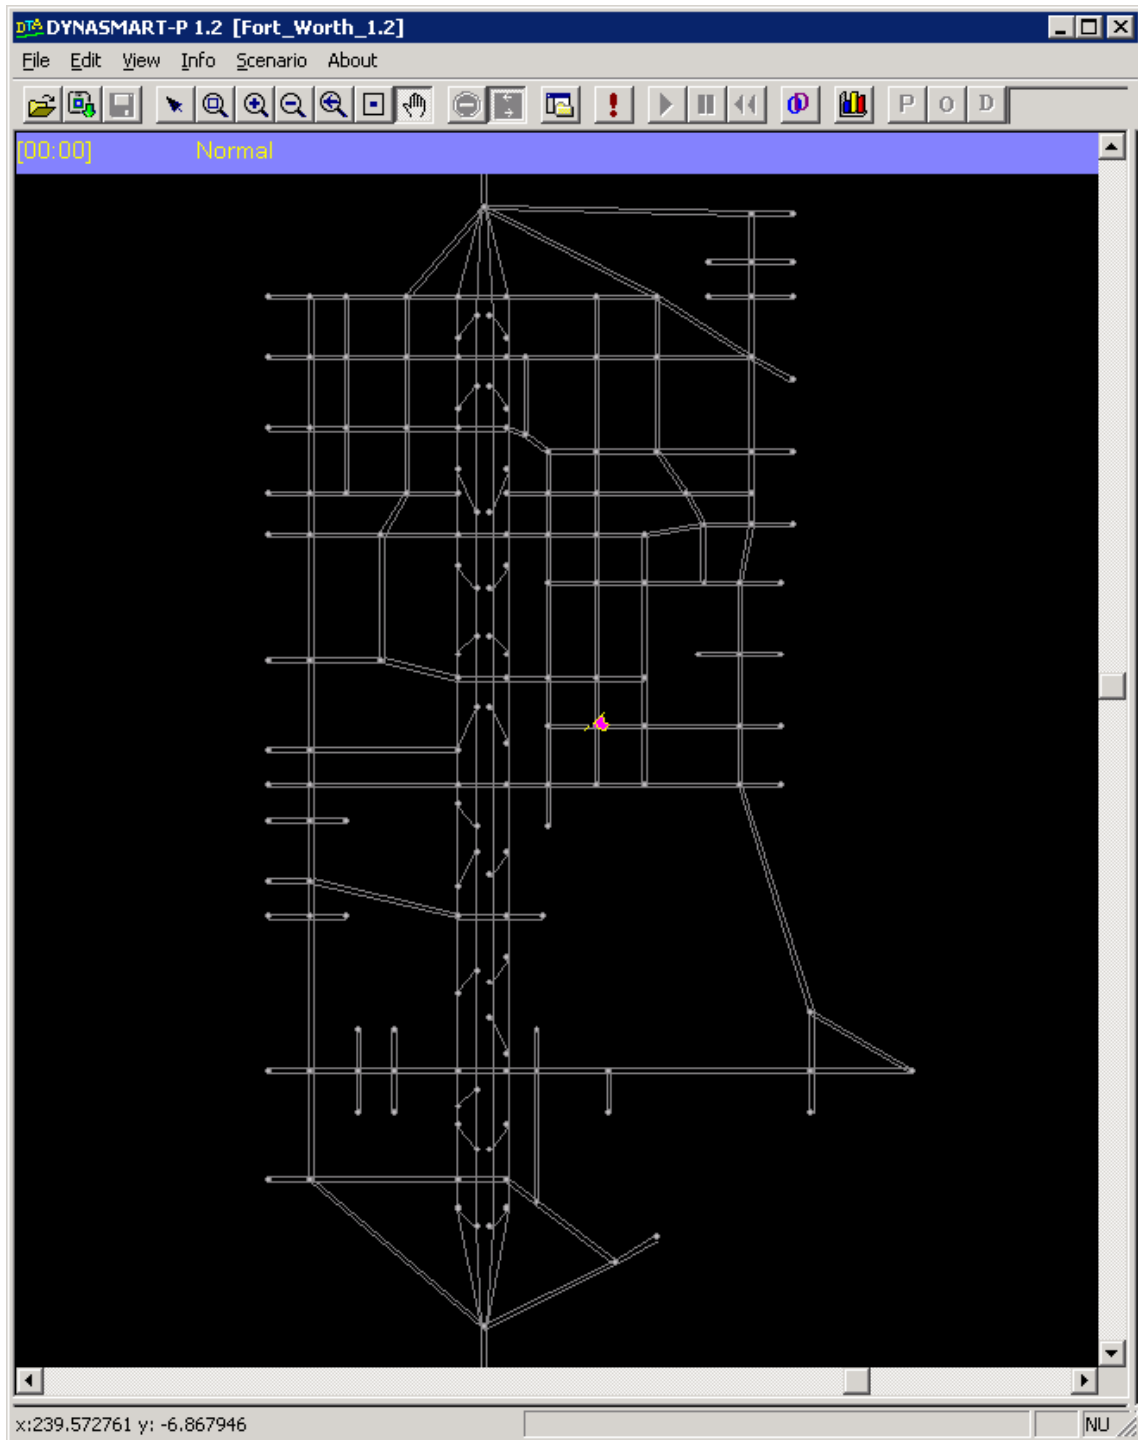 DTA DYNASMART-P 1.2 [Fort_Worth_1.2]
File Edit View Info Scenario About
P O D
[00:00] Normal
x:239.572761 y: -6.867946 NU